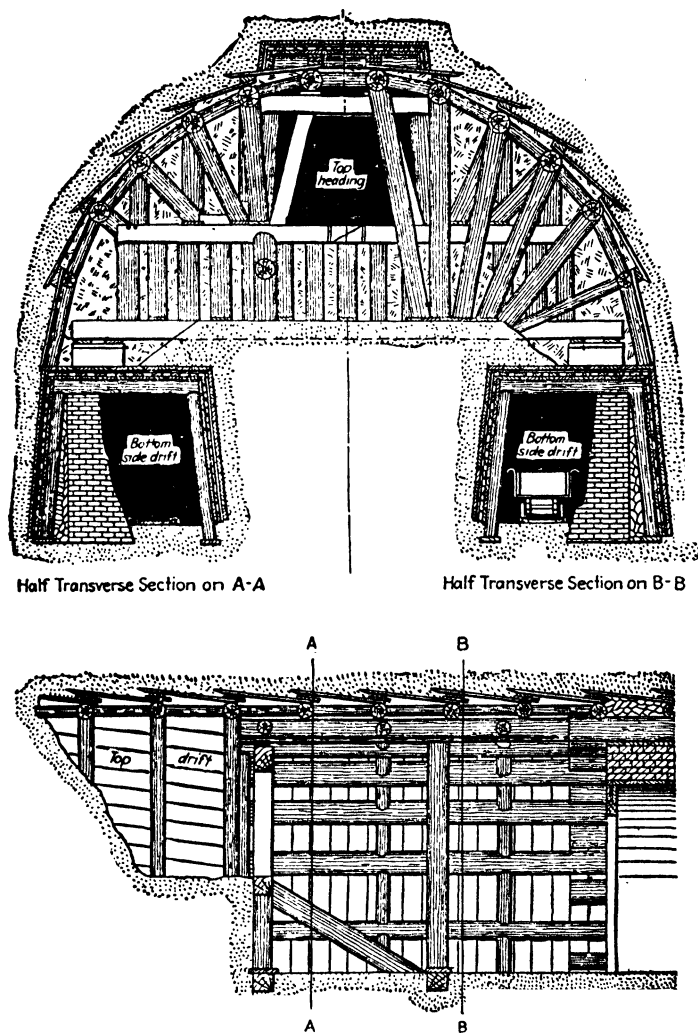 Top
heading
Bottom
side drift
Bottom
side drift
Half Transverse Section on A-A
Half Transverse Section on B-B
A
B
Top drift
A
B